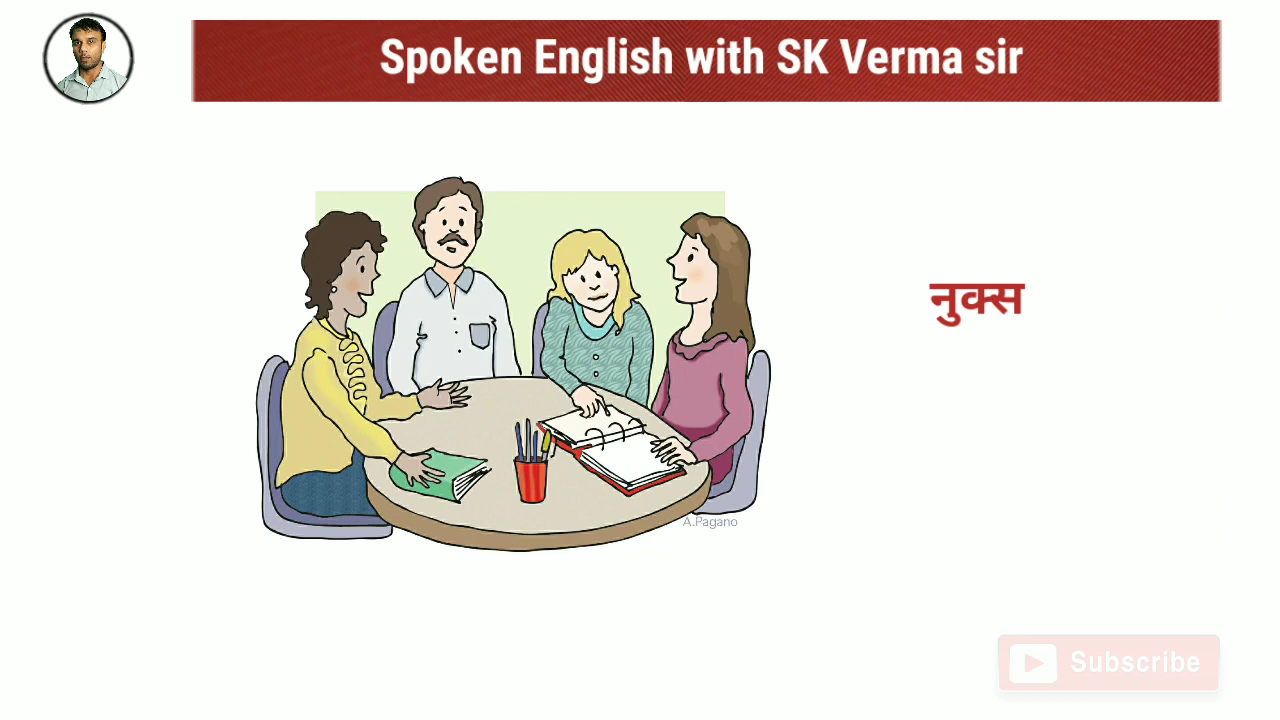 Spoken English with SK Verma sir
नुक्स
A.Pagano
Subscribe